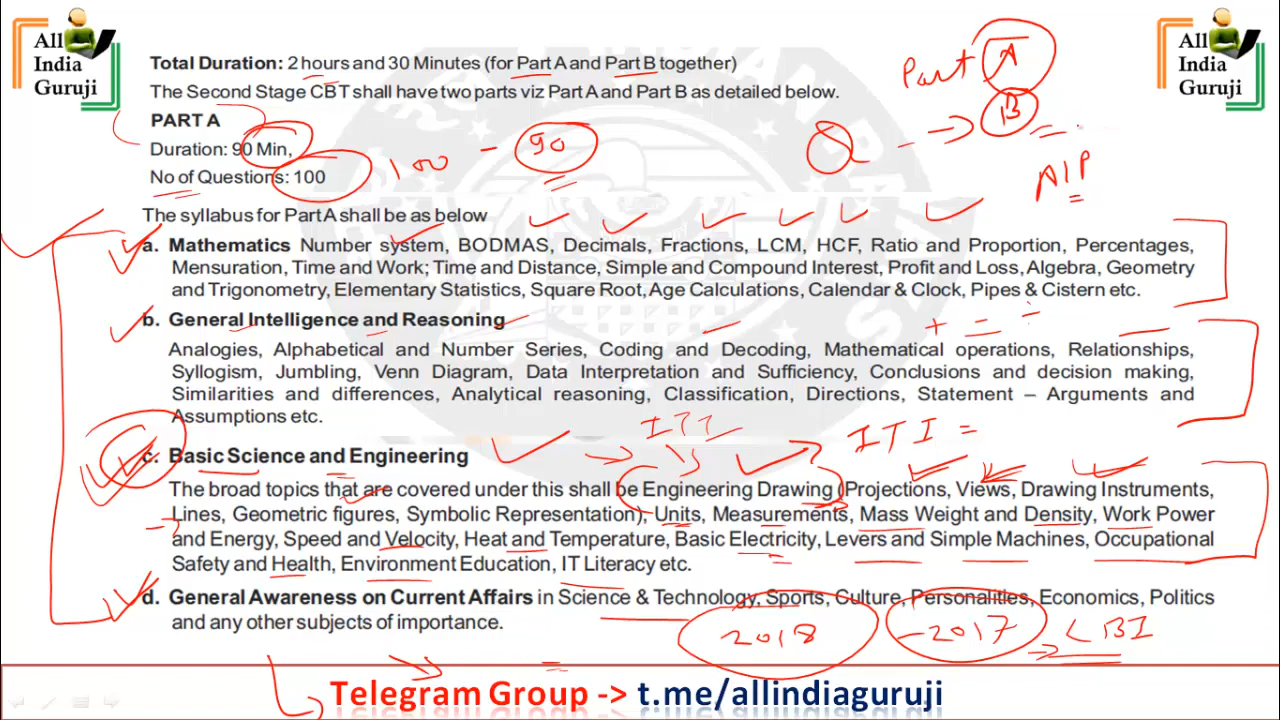 All
India
Guruji
All
India
Guruji
Total Duration: 2 hours and 30 Minutes (for Part A and Part B together)
The Second Stage CBT shall have two parts viz Part A and Part B as detailed below.
PART A
Duration: 90 Min,
No of Questions: 100
Part A
B
100 - 90
AIP
The syllabus for Part A shall be as below
a. Mathematics Number system, BODMAS, Decimals, Fractions, LCM, HCF, Ratio and Proportion, Percentages,
Mensuration, Time and Work; Time and Distance, Simple and Compound Interest, Profit and Loss, Algebra, Geometry
and Trigonometry, Elementary Statistics, Square Root, Age Calculations, Calendar & Clock, Pipes & Cistern etc.
b. General Intelligence and Reasoning
+ = ÷
Analogies, Alphabetical and Number Series, Coding and Decoding, Mathematical operations, Relationships,
Syllogism, Jumbling, Venn Diagram, Data Interpretation and Sufficiency, Conclusions and decision making,
Similarities and differences, Analytical reasoning, Classification, Directions, Statement – Arguments and
Assumptions etc.
ITI
ITI =
c. Basic Science and Engineering
The broad topics that are covered under this shall be Engineering Drawing (Projections, Views, Drawing Instruments,
Lines, Geometric figures, Symbolic Representation), Units, Measurements, Mass Weight and Density, Work Power
and Energy, Speed and Velocity, Heat and Temperature, Basic Electricity, Levers and Simple Machines, Occupational
Safety and Health, Environment Education, IT Literacy etc.
d. General Awareness on Current Affairs in Science & Technology, Sports, Culture, Personalities, Economics, Politics
and any other subjects of importance.
2018
-2017
CBI
Telegram Group -> t.me/allindiaguruji